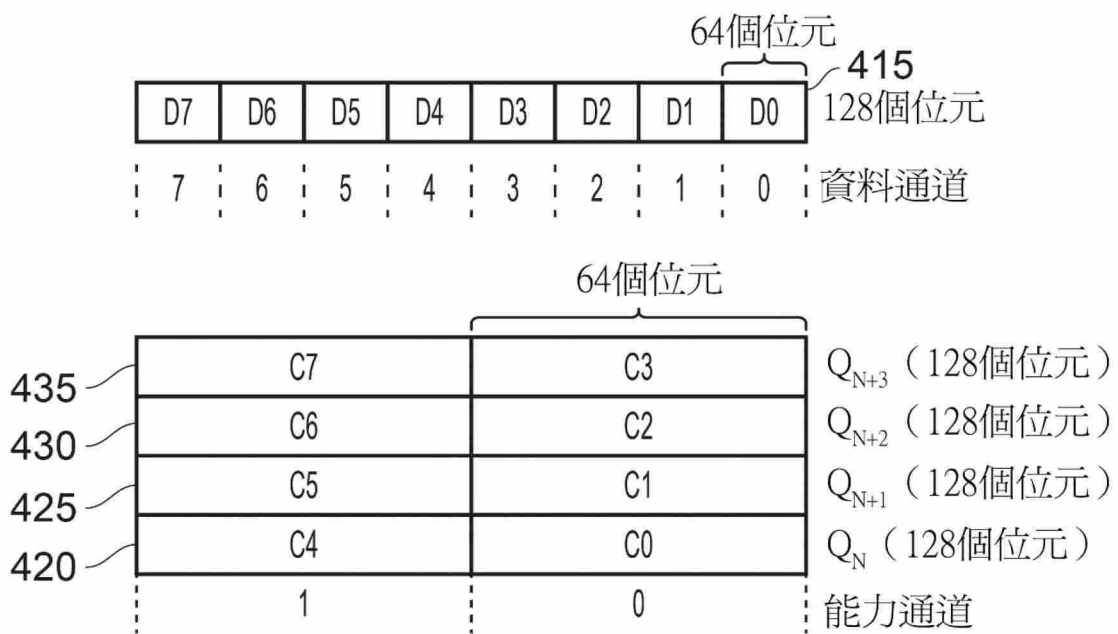 64個位元
415
D7 D6 D5 D4 D3 D2 D1 D0 128個位元
7 6 5 4 3 2 1 0 資料通道
64個位元
435 C7 C3 Q_{N+3}（128個位元）
430 C6 C2 Q_{N+2}（128個位元）
425 C5 C1 Q_{N+1}（128個位元）
420 C4 C0 Q_N（128個位元）
1 0 能力通道